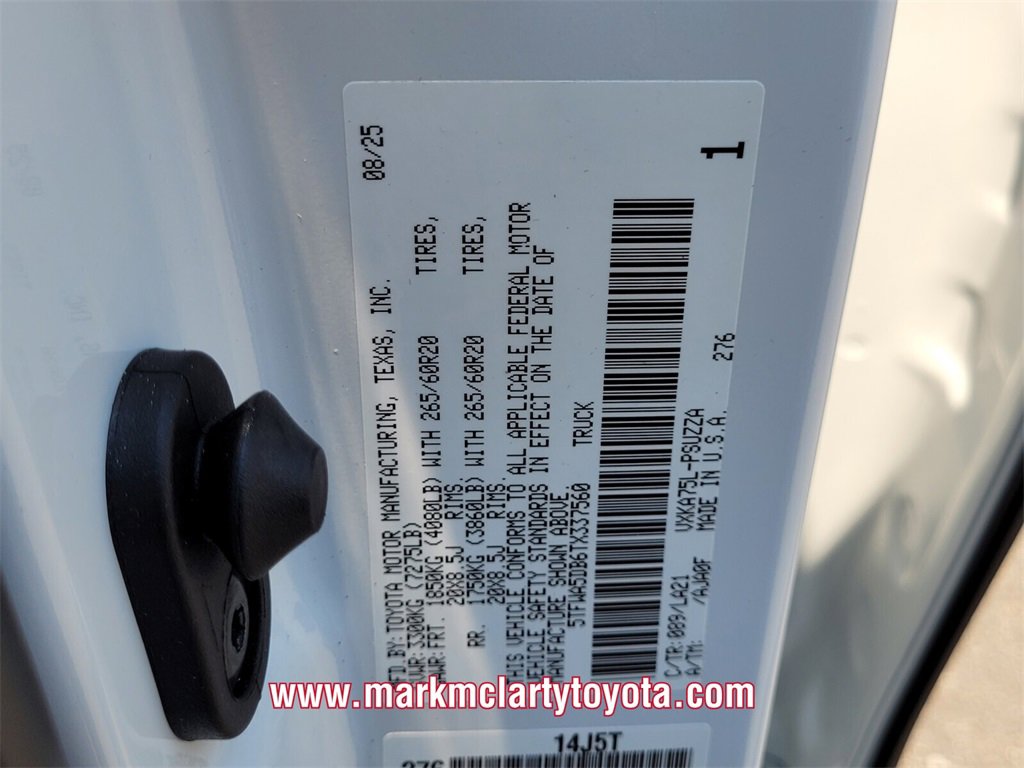 MFD BY: TOYOTA MOTOR MANUFACTURING, TEXAS, INC. 08/25
GVWR: 3300KG (7275LB)
GAWR: FRT. 1850KG (4080LB) WITH 265/60R20 TIRES,
20X8.5J RIMS,
RR. 1750KG (3860LB) WITH 265/60R20 TIRES,
20X8.5J RIMS.
THIS VEHICLE CONFORMS TO ALL APPLICABLE FEDERAL MOTOR
VEHICLE SAFETY STANDARDS IN EFFECT ON THE DATE OF
MANUFACTURE SHOWN ABOVE.
5TFWA5DB6TX337560 TRUCK
C/TR:089/LA21 VXKA75L-PSUZZA
A/TM: /AJA0F MADE IN U.S.A. 276 1
www.markmclartytoyota.com
14J5T
276